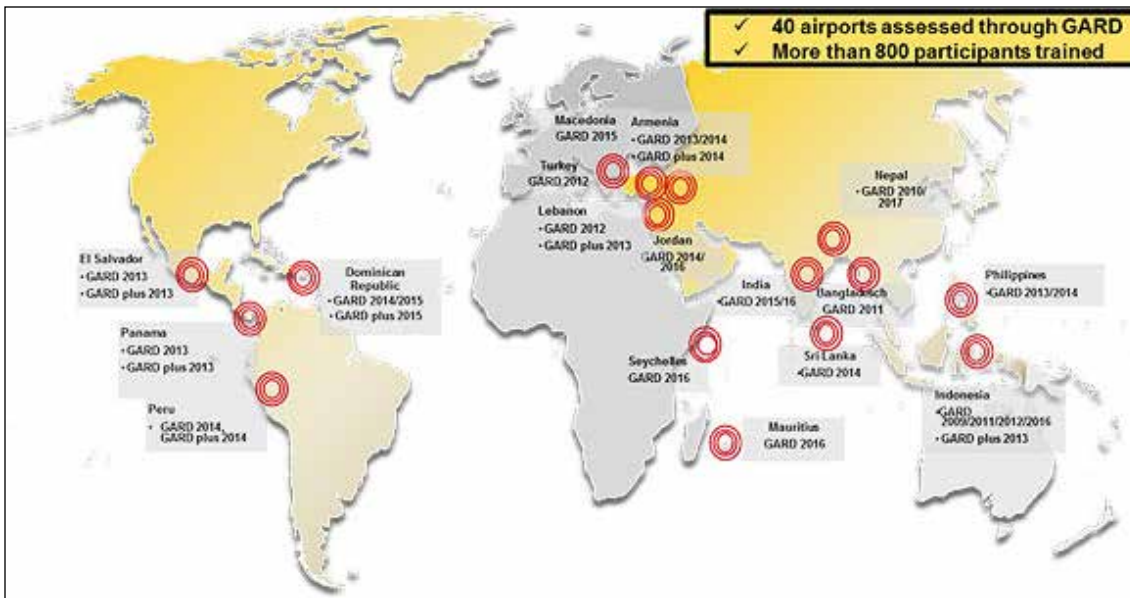 ✓ 40 airports assessed through GARD
✓ More than 800 participants trained
Macedonia
GARD 2015
Armenia
• GARD 2013/2014
• GARD plus 2014
Turkey
GARD 2012
Nepal
• GARD 2010/
2017
Lebanon
• GARD 2012
• GARD plus 2013
Jordan
GARD 2014/
2016
El Salvador
• GARD 2013
• GARD plus 2013
Dominican
Republic
• GARD 2014/2015
• GARD plus 2015
India
• GARD 2015/16
Bangladesch
GARD 2011
Philippines
• GARD 2013/2014
Panama
• GARD 2013
• GARD plus 2013
Seychelles
GARD 2016
Sri Lanka
• GARD 2014
Peru
• GARD 2014,
GARD plus 2014
Mauritius
GARD 2016
Indonesia
• GARD
2009/2011/2012/2016
• GARD plus 2013